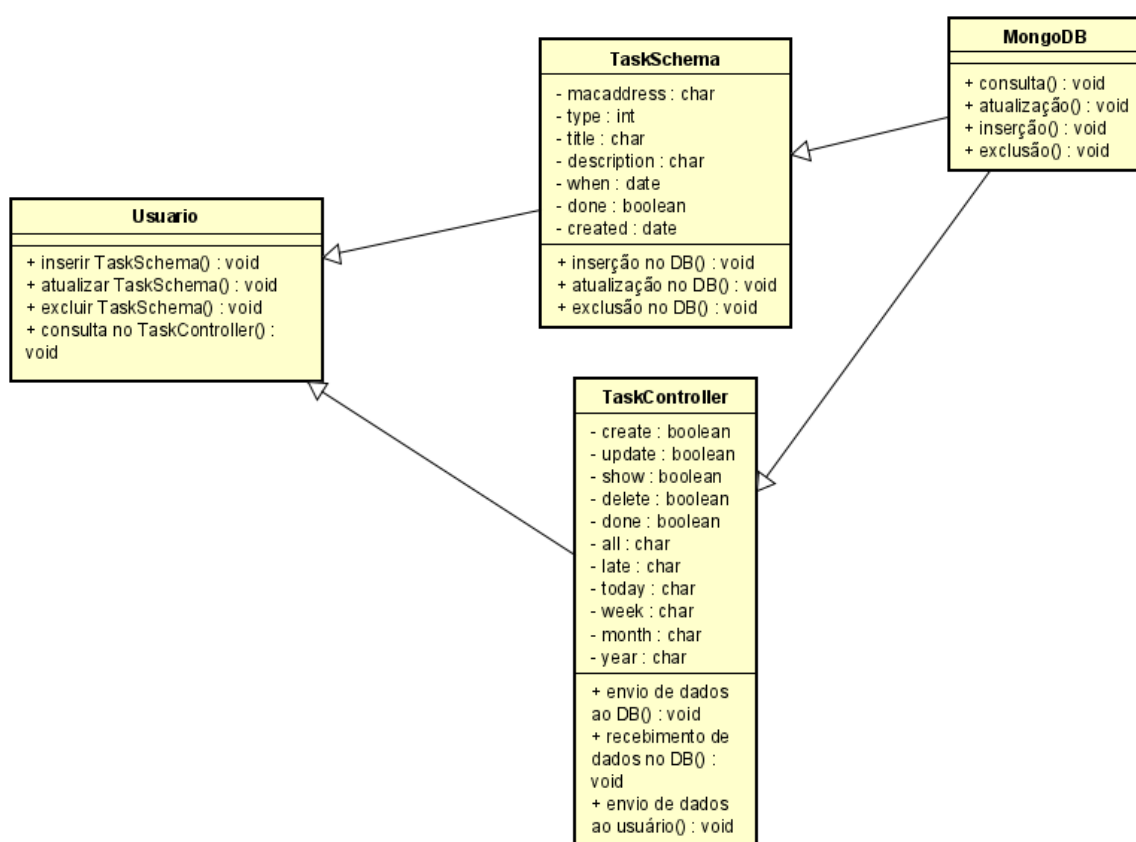 MongoDB
+ consulta() : void
+ atualização() : void
+ inserção() : void
+ exclusão() : void
TaskSchema
- macaddress : char
- type : int
- title : char
- description : char
- when : date
- done : boolean
- created : date
+ inserção no DB() : void
+ atualização no DB() : void
+ exclusão no DB() : void
Usuario
+ inserir TaskSchema() : void
+ atualizar TaskSchema() : void
+ excluir TaskSchema() : void
+ consulta no TaskController() :
void
TaskController
- create : boolean
- update : boolean
- show : boolean
- delete : boolean
- done : boolean
- all : char
- late : char
- today : char
- week : char
- month : char
- year : char
+ envio de dados
ao DB() : void
+ recebimento de
dados no DB() :
void
+ envio de dados
ao usuário() : void